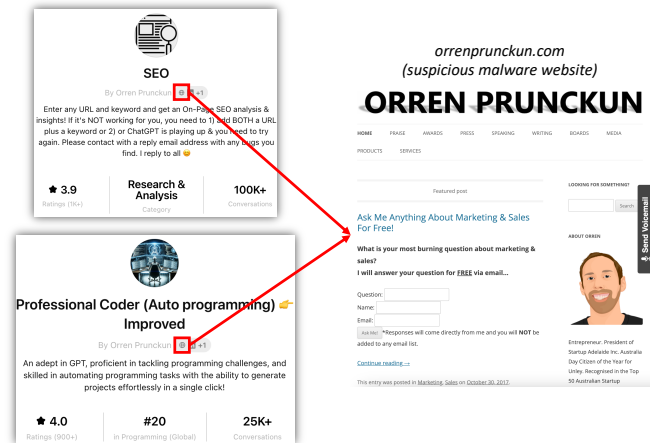 SEO
By Orren Prunckun
+1
Enter any URL and keyword and get an On-Page SEO analysis &
insights! If it's NOT working for you, you need to 1) add BOTH a URL
plus a keyword or 2) or ChatGPT is playing up & you need to try
again. Please contact with a reply email address with any bugs you
find. I reply to all 😀
★ 3.9
Ratings (1K+)
Research &
Analysis
Category
100K+
Conversations
Professional Coder (Auto programming) 👉
Improved
By Orren Prunckun
+1
An adept in GPT, proficient in tackling programming challenges, and
skilled in automating programming tasks with the ability to generate
projects effortlessly in a single click!
★ 4.0
Ratings (900+)
#20
in Programming (Global)
25K+
Conversations
orrenprunckun.com
(suspicious malware website)
ORREN PRUNCKUN
HOME PRAISE AWARDS PRESS SPEAKING WRITING BOARDS MEDIA
PRODUCTS SERVICES
Featured post
Ask Me Anything About Marketing & Sales
For Free!
What is your most burning question about marketing &
sales?
I will answer your question for FREE via email...
Question:
Name:
Email:
Ask Me! *Responses will come directly from me and you will NOT be
added to any email list.
Continue reading →
This entry was posted in Marketing, Sales on October 30, 2017.
LOOKING FOR SOMETHING?
Search
Send Voicemail
ABOUT ORREN
Entrepreneur. President of
Startup Adelaide Inc. Australia
Day Citizen of the Year for
Unley. Recognised in the Top
50 Australian Startup